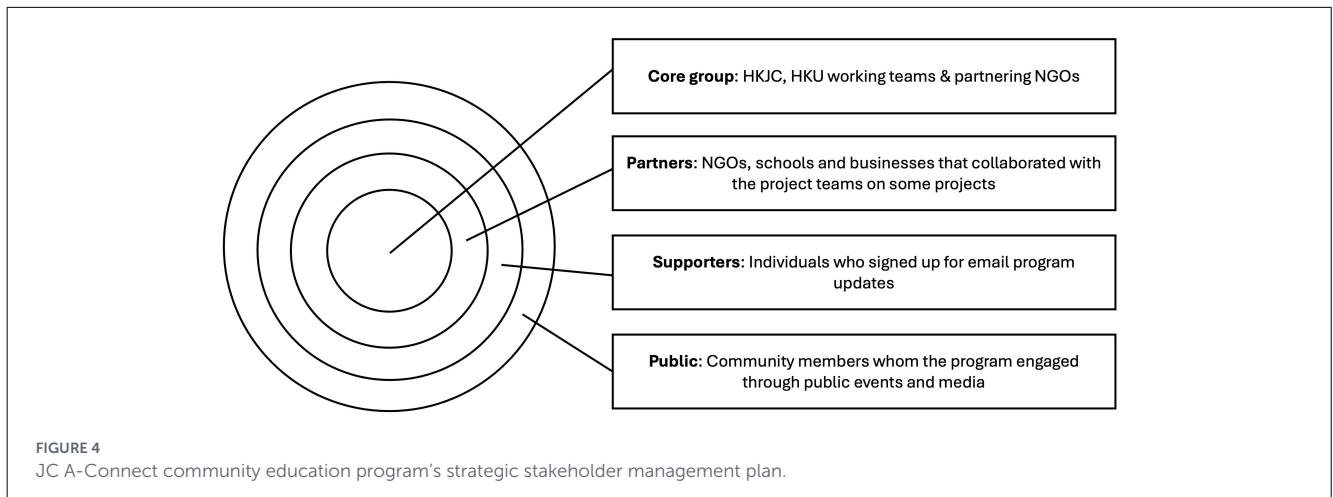 Core group: HKJC, HKU working teams & partnering NGOs
Partners: NGOs, schools and businesses that collaborated with
the project teams on some projects
Supporters: Individuals who signed up for email program
updates
Public: Community members whom the program engaged
through public events and media
FIGURE 4
JC A-Connect community education program's strategic stakeholder management plan.